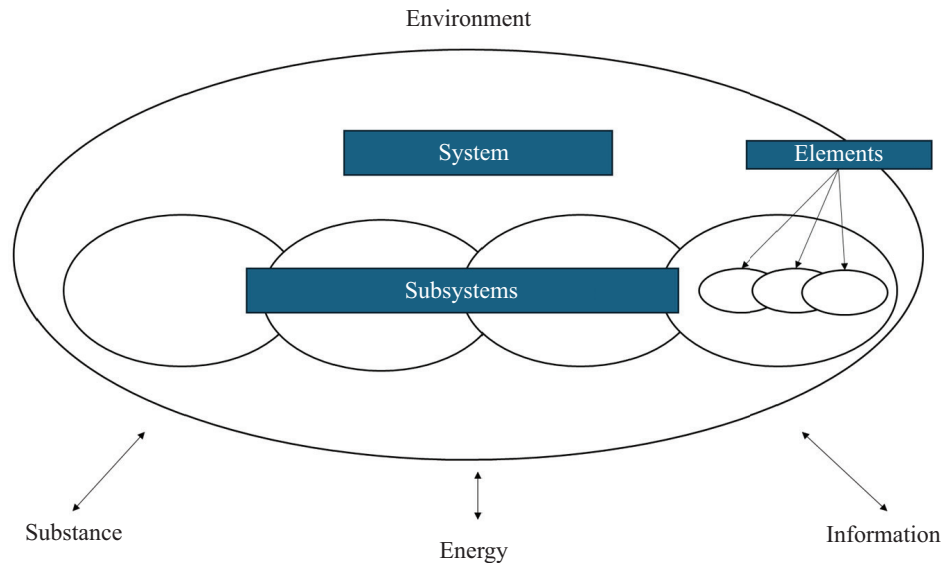 Environment
System
Elements
Subsystems
Substance
Energy
Information